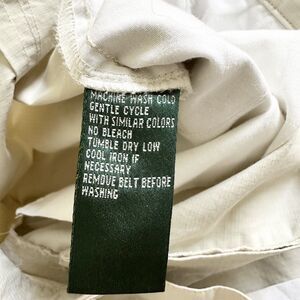 MACHINE WASH COLD
GENTLE CYCLE
WITH SIMILAR COLORS
NO BLEACH
TUMBLE DRY LOW
COOL IRON IF
NECESSARY
REMOVE BELT BEFORE
WASHING